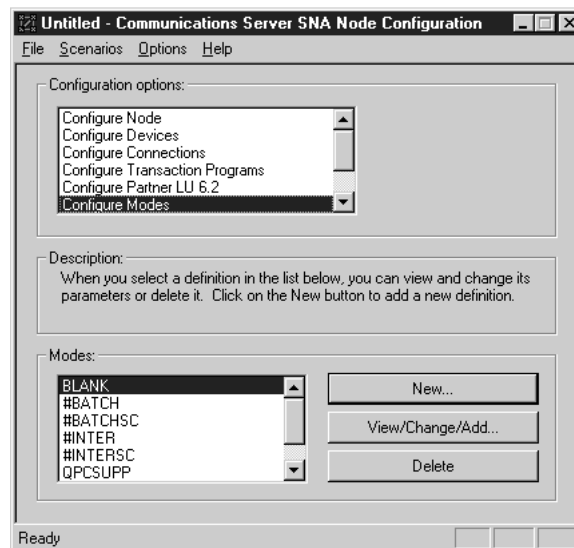 Untitled - Communications Server SNA Node Configuration
File Scenarios Options Help
Configuration options:
Configure Node
Configure Devices
Configure Connections
Configure Transaction Programs
Configure Partner LU 6.2
Configure Modes
Description:
When you select a definition in the list below, you can view and change its
parameters or delete it. Click on the New button to add a new definition.
Modes:
BLANK
#BATCH
#BATCHSC
#INTER
#INTERSC
QPCSUPP
New...
View/Change/Add...
Delete
Ready